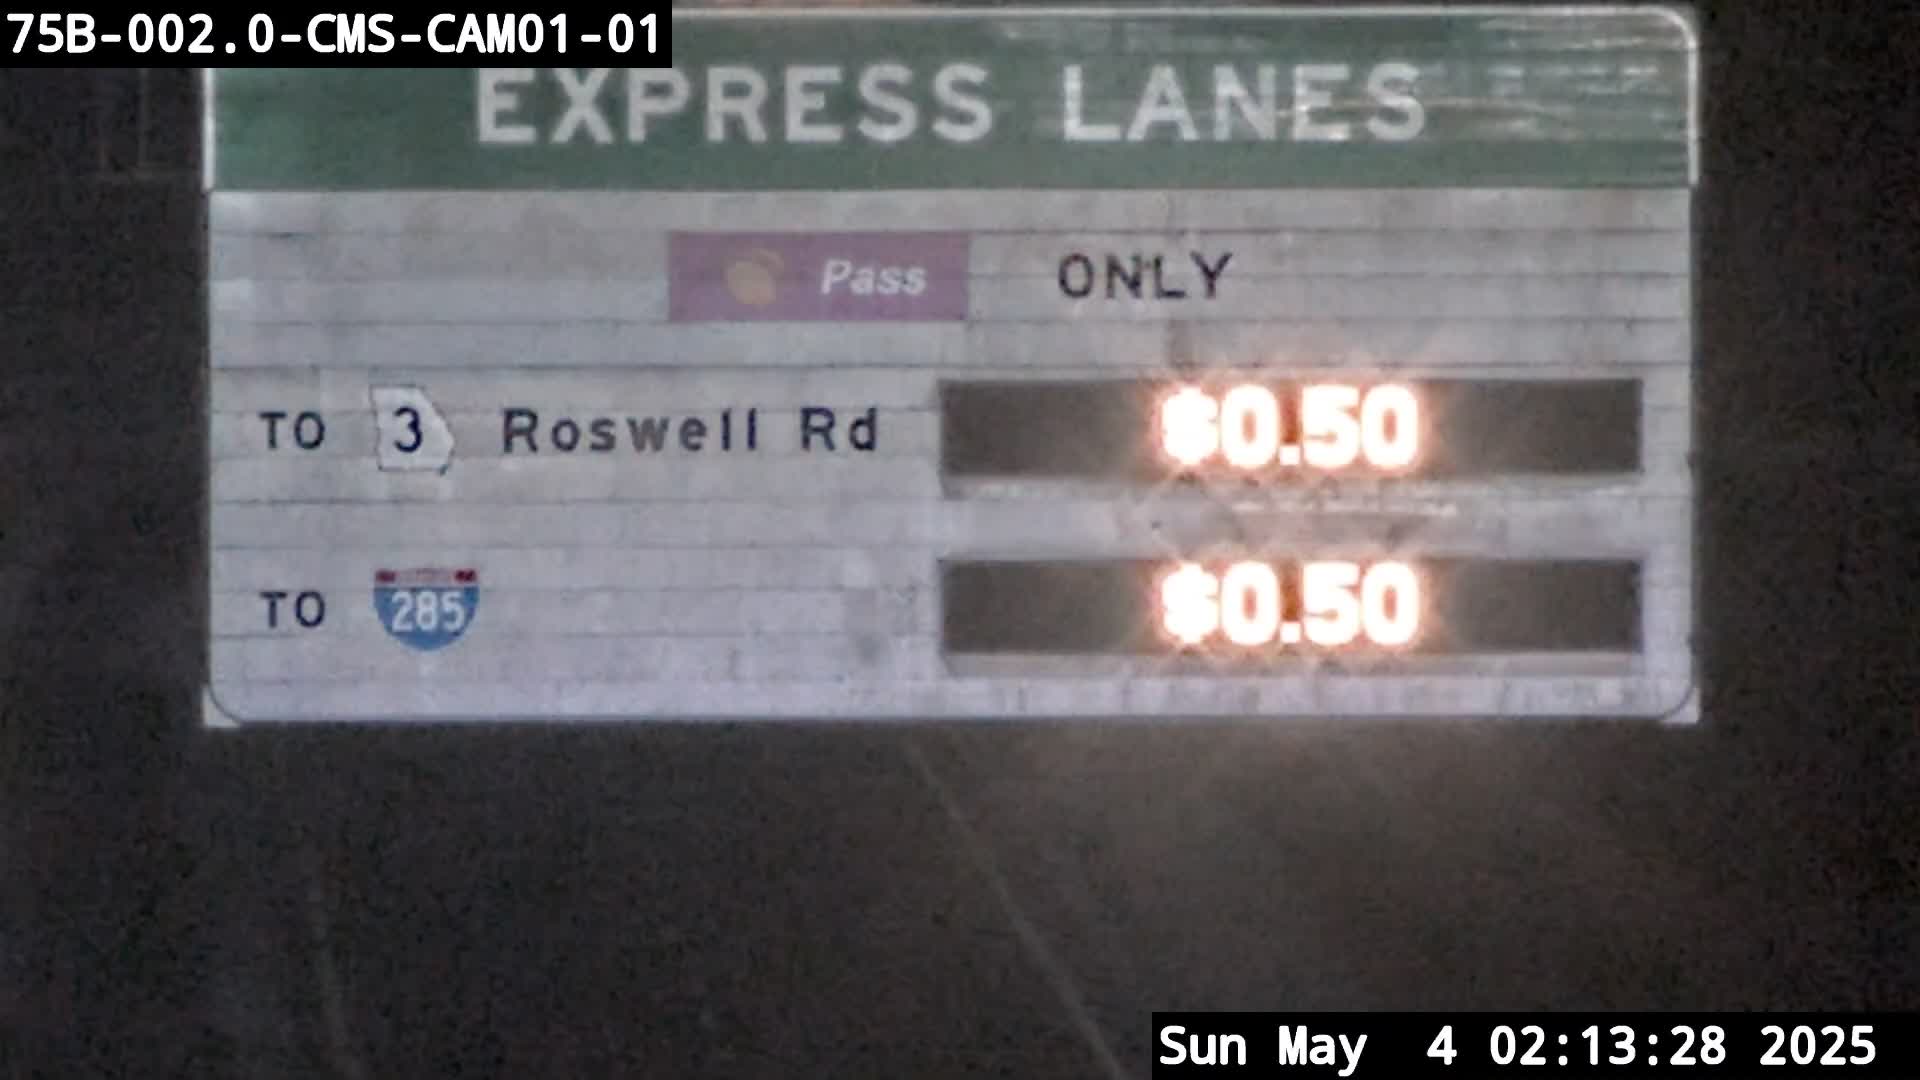 75B-002.0-CMS-CAM01-01
EXPRESS LANES
Pass ONLY
TO 3 Roswell Rd $0.50
TO 285 $0.50
Sun May 4 02:13:28 2025